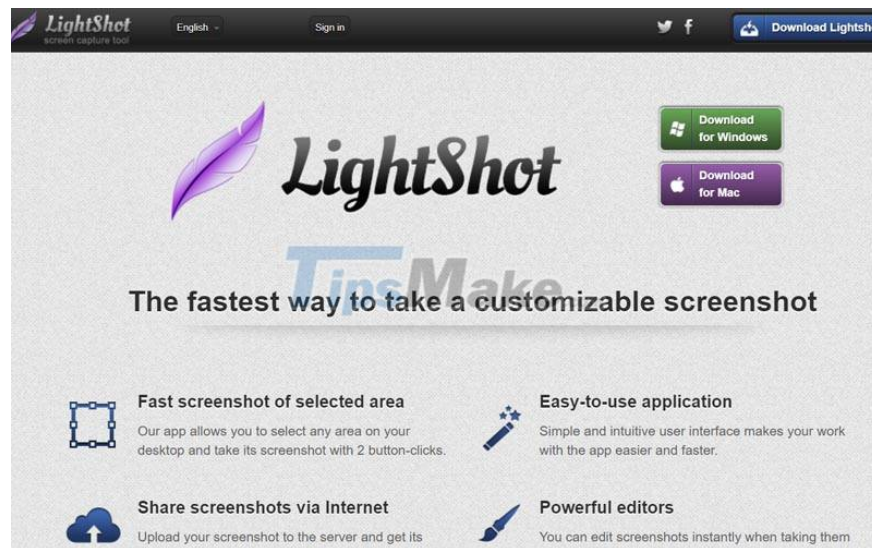 LightShot
screen capture tool
English
Sign in
Download Lightsh
LightShot
Download
for Windows
Download
for Mac
TipsMake
The fastest way to take a customizable screenshot
Fast screenshot of selected area
Our app allows you to select any area on your
desktop and take its screenshot with 2 button-clicks.
Easy-to-use application
Simple and intuitive user interface makes your work
with the app easier and faster.
Share screenshots via Internet
Upload your screenshot to the server and get its
Powerful editors
You can edit screenshots instantly when taking them